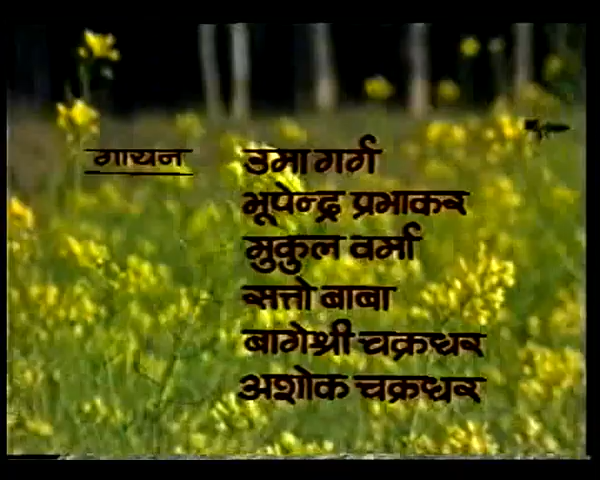 गायन उमा गर्ग
भूपेन्द्र प्रभाकर
मुकुल वर्मा
सत्तो बाबा
बागेश्री चक्रधर
अशोक चक्रधर